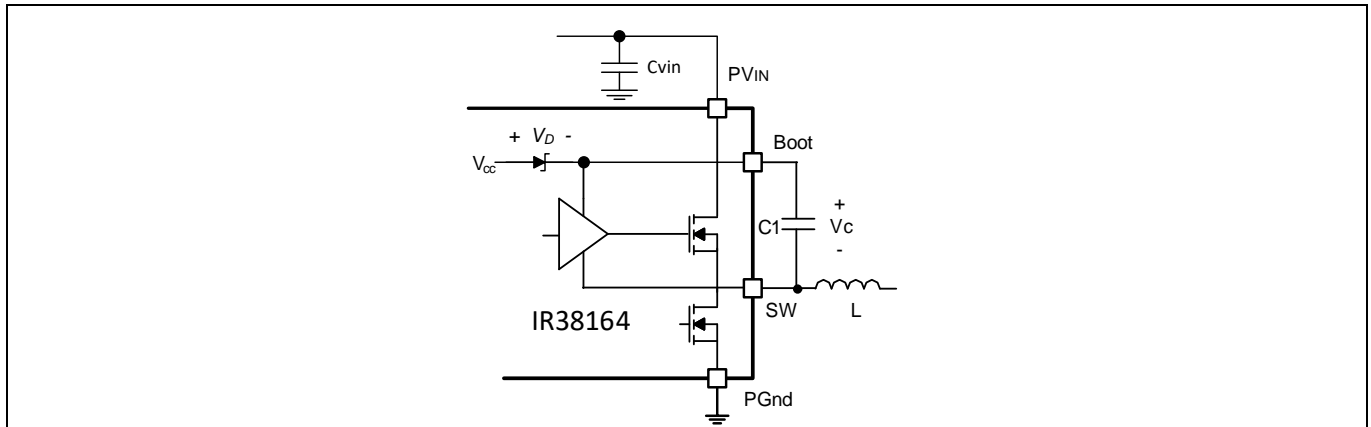 Cvin
PVIN
+ VD -
Boot
Vcc
+
C1 Vc
-
SW L
IR38164
PGnd